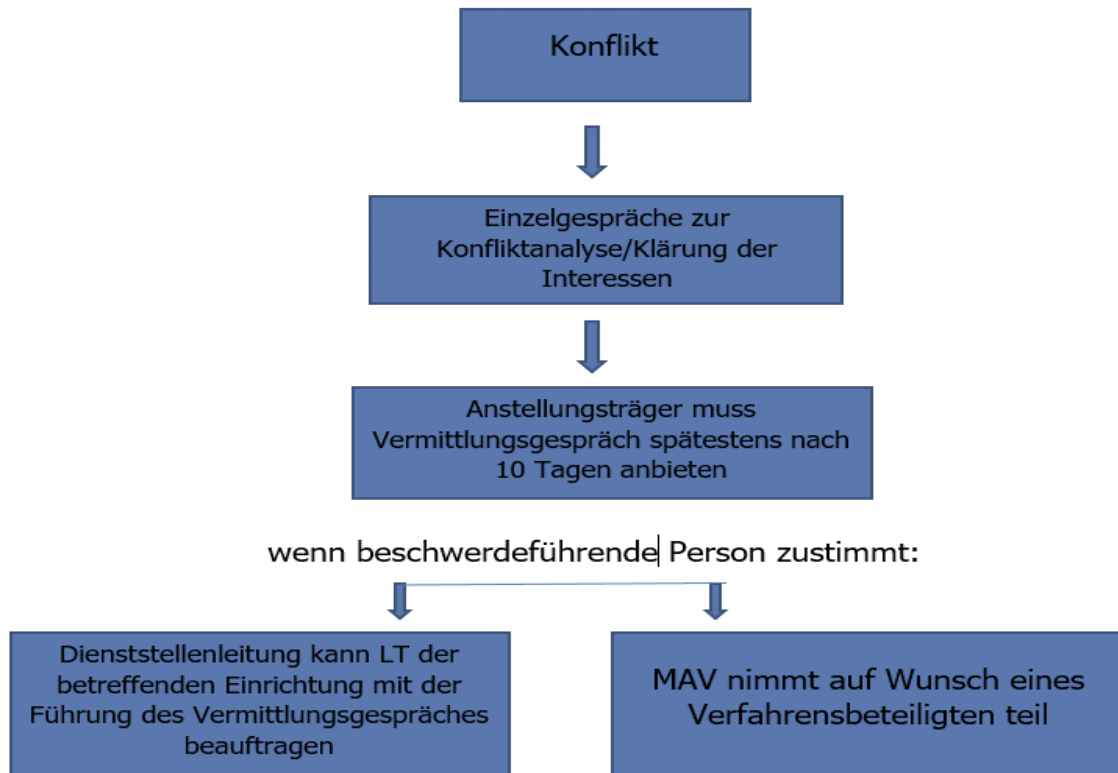 Konflikt
Einzelgespräche zur
Konfliktanalyse/Klärung der
Interessen
Anstellungsträger muss
Vermittlungsgespräch spätestens nach
10 Tagen anbieten
wenn beschwerdeführende Person zustimmt:
Dienststellenleitung kann LT der
betreffenden Einrichtung mit der
Führung des Vermittlungsgespräches
beauftragen
MAV nimmt auf Wunsch eines
Verfahrensbeteiligten teil